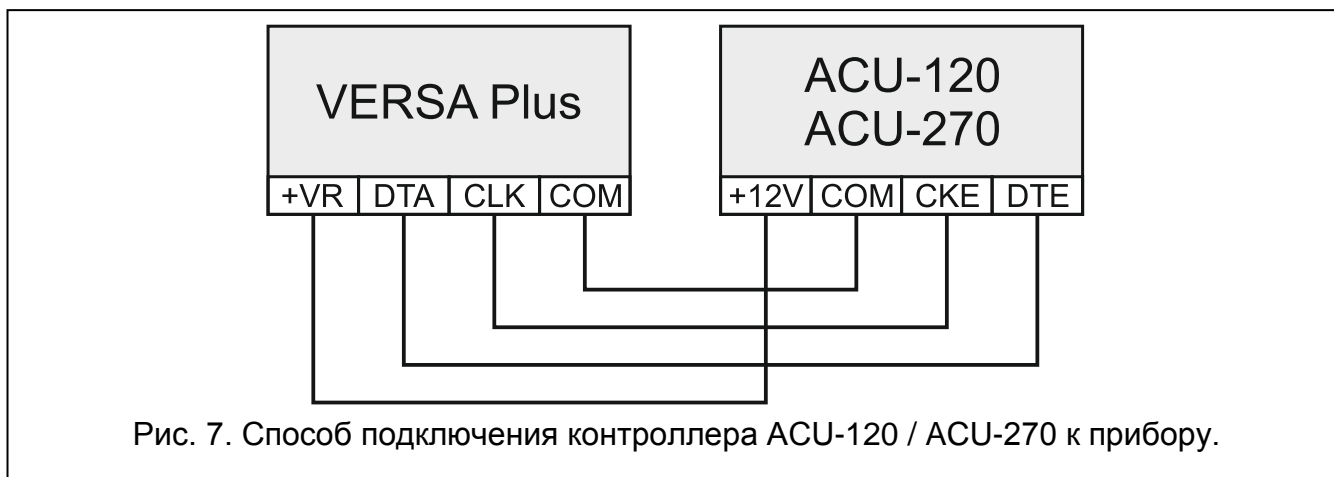 VERSA Plus
+VR DTA CLK COM
ACU-120
ACU-270
+12V COM CKE DTE
Рис. 7. Способ подключения контроллера ACU-120 / ACU-270 к прибору.